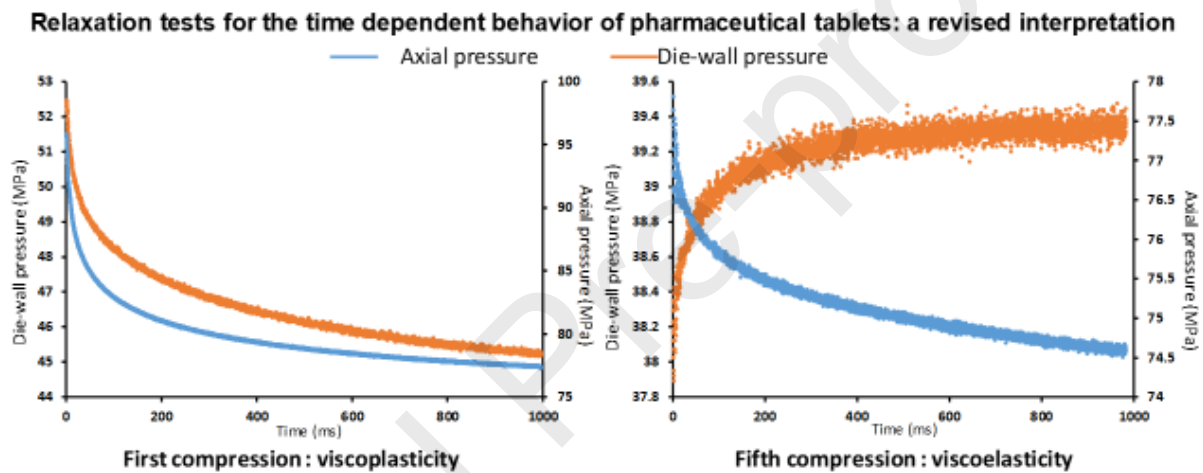 Relaxation tests for the time dependent behavior of pharmaceutical tablets: a revised interpretation
Axial pressure
Die-wall pressure
53
52
51
50
49
48
47
46
45
44
Die-wall pressure (MPa)
100
95
90
85
80
75
Axial pressure (MPa)
0 200 400 600 800 1000
Time (ms)
First compression : viscoplasticity
39.6
39.4
39.2
39
38.8
38.6
38.4
38.2
38
37.8
Die-wall pressure (MPa)
78
77.5
77
76.5
76
75.5
75
74.5
74
Axial pressure (MPa)
0 200 400 600 800 1000
Time (ms)
Fifth compression : viscoelasticity
Pre-pro